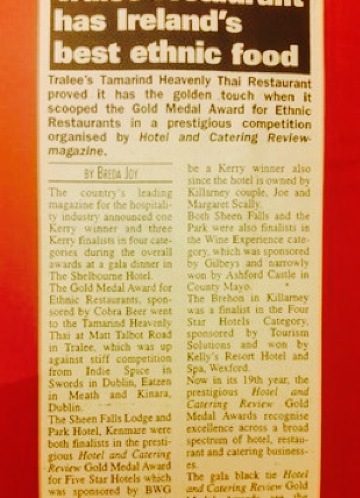 has Ireland's
best ethnic food
Tralee's Tamarind Heavenly Thai Restaurant
proved it has the golden touch when it
scooped the Gold Medal Award for Ethnic
Restaurants in a prestigious competition
organised by Hotel and Catering Review
magazine.
BY BREDA JOY
The country's leading
magazine for the hospitali-
ty industry announced one
Kerry winner and three
Kerry finalists in four cate-
gories during the overall
awards at a gala dinner in
The Shelbourne Hotel.
The Gold Medal Award for
Ethnic Restaurants, spon-
sored by Cobra Beer went
to the Tamarind Heavenly
Thai at Matt Talbot Road
in Tralee, which was up
against stiff competition
from Indie Spice in
Swords in Dublin, Eatzen
in Meath and Kinara,
Dublin.
The Sheen Falls Lodge and
Park Hotel, Kenmare were
both finalists in the presti-
gious Hotel and Catering
Review Gold Medal Award
for Five Star Hotels which
was sponsored by BWG
be a Kerry winner also
since the hotel is owned by
Killarney couple, Joe and
Margaret Scally.
Both Sheen Falls and the
Park were also finalists in
the Wine Experience cate-
gory, which was sponsored
by Gilbeys and narrowly
won by Ashford Castle in
County Mayo.
The Brehon in Killarney
was a finalist in the Four
Star Hotels Category,
sponsored by Tourism
Solutions and won by
Kelly's Resort Hotel and
Spa, Wexford.
Now in its 19th year, the
prestigious Hotel and
Catering Review Gold
Medal Awards recognise
excellence across a broad
spectrum of hotel, restau-
rant and catering business-
es.
The gala black tie Hotel
and Catering Review Gold